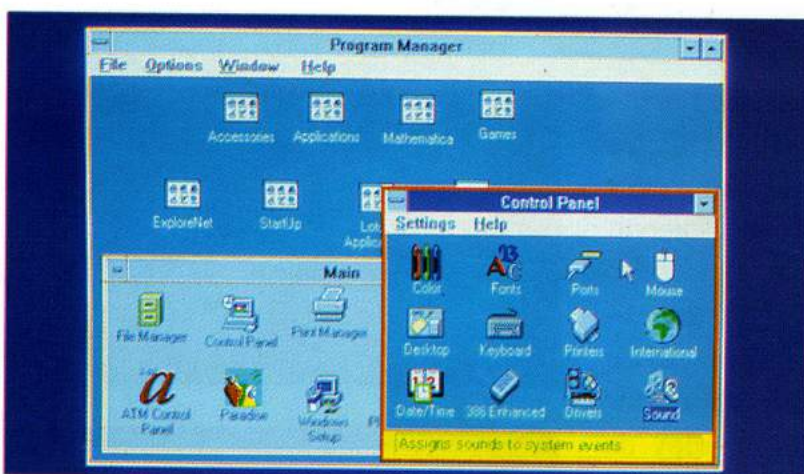 Program Manager
File Options Window Help
Accessories Applications Mathematica Games
ExploreNet StartUp
Main
File Manager Control Panel Print Manager
ATM Control
Panel
Paradise
Windows
Setup
Control Panel
Settings Help
Color Fonts Ports Mouse
Desktop Keyboard Printers International
Date/Time 386 Enhanced Drivers Sound
Assigns sounds to system events